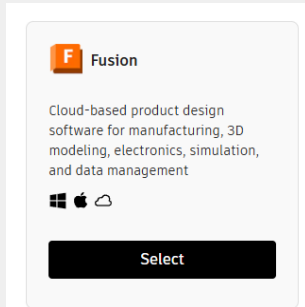 F
Fusion
Cloud-based product design
software for manufacturing, 3D
modeling, electronics, simulation,
and data management
Select